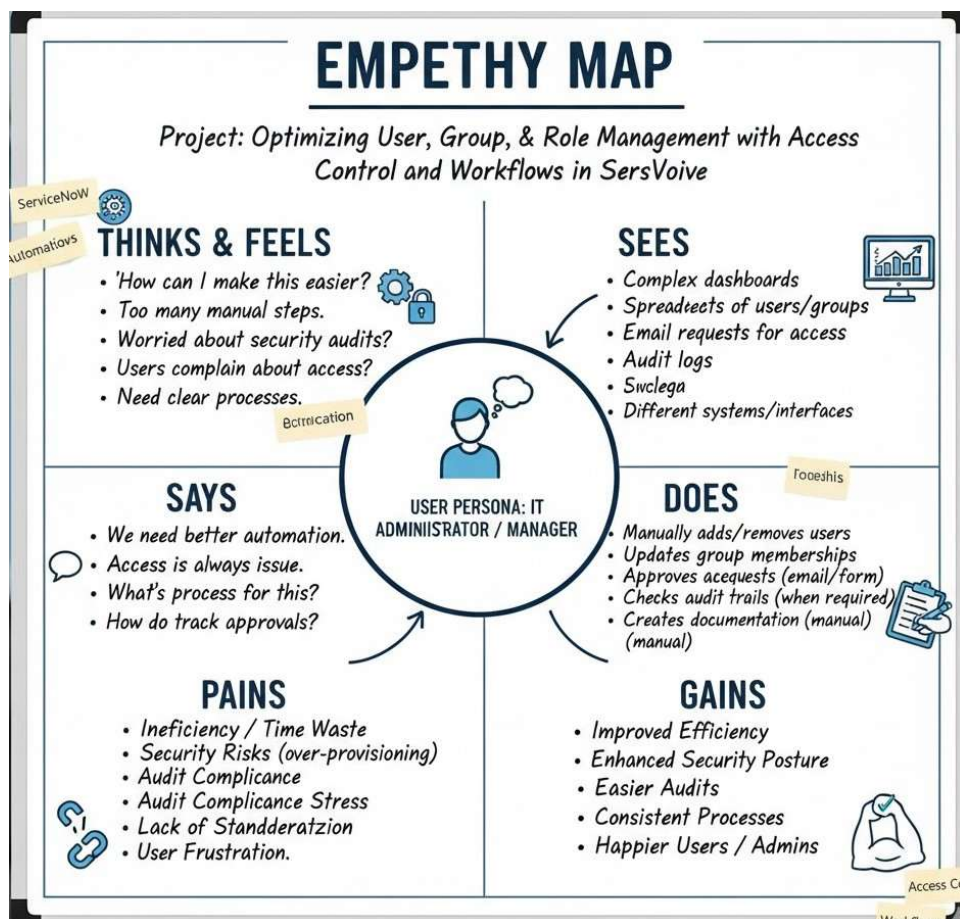 EMPETHY MAP
Project: Optimizing User, Group, & Role Management with Access
Control and Workflows in SersVoive
ServiceNoW
Automatiovs
THINKS & FEELS
• 'How can I make this easier?
• Too many manual steps.
• Worried about security audits?
• Users complain about access?
• Need clear processes.
SEES
• Complex dashboards
• Spreadeets of users/groups
• Email requests for access
• Audit logs
• Swclega
• Different systems/interfaces
USER PERSONA: IT
ADMINIISRATOR / MANAGER
SAYS
• We need better automation.
• Access is always issue.
• What's process for this?
• How do track approvals?
DOES
• Manually adds/removes users
• Updates group memberships
• Approves acequests (email/form)
• Checks audit trails (when required)
• Creates documentation (manual)
(manual)
PAINS
• Ineficiency / Time Waste
• Security Risks (over-provisioning)
• Audit Complicance
• Audit Complicance Stress
• Lack of Standderatzion
• User Frustration.
GAINS
• Improved Efficiency
• Enhanced Security Posture
• Easier Audits
• Consistent Processes
• Happier Users / Admins
Access Co